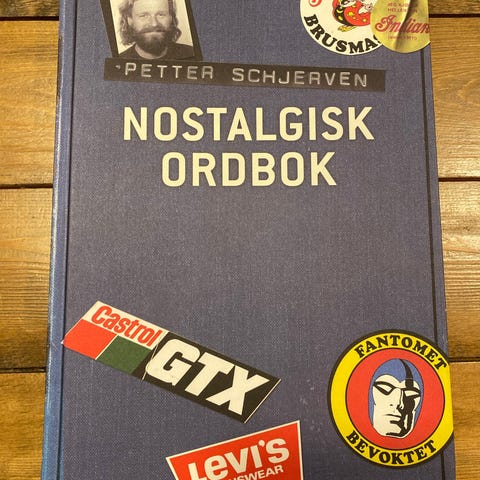 BRUSMA
Indian
PETTER SCHJERVEN
NOSTALGISK
ORDBOK
Castrol
GTX
FANTOMET
BEVOKTET
LEVI'S